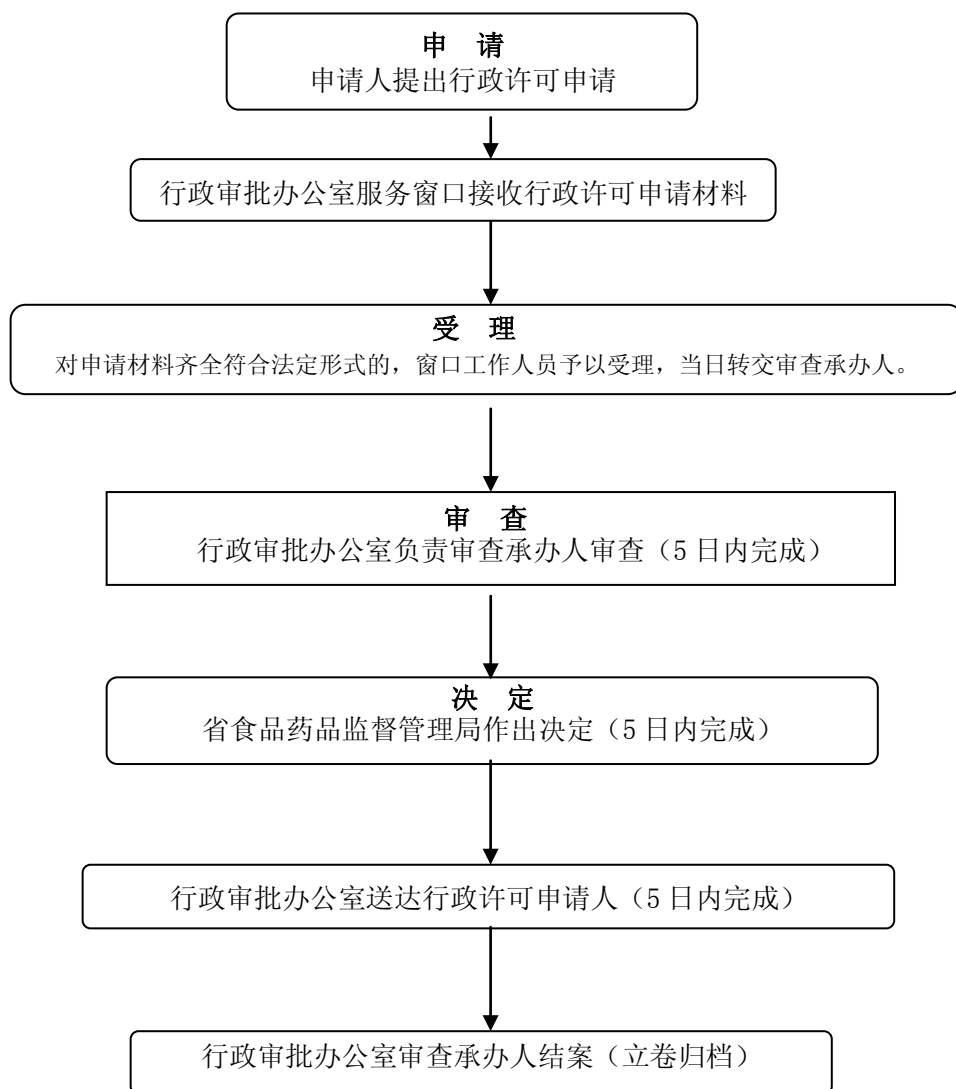 申 请
申请人提出行政许可申请
行政审批办公室服务窗口接收行政许可申请材料
受 理
对申请材料齐全符合法定形式的，窗口工作人员予以受理，当日转交审查承办人。
审 查
行政审批办公室负责审查承办人审查（5 日内完成）
决 定
省食品药品监督管理局作出决定（5 日内完成）
行政审批办公室送达行政许可申请人（5 日内完成）
行政审批办公室审查承办人结案（立卷归档）